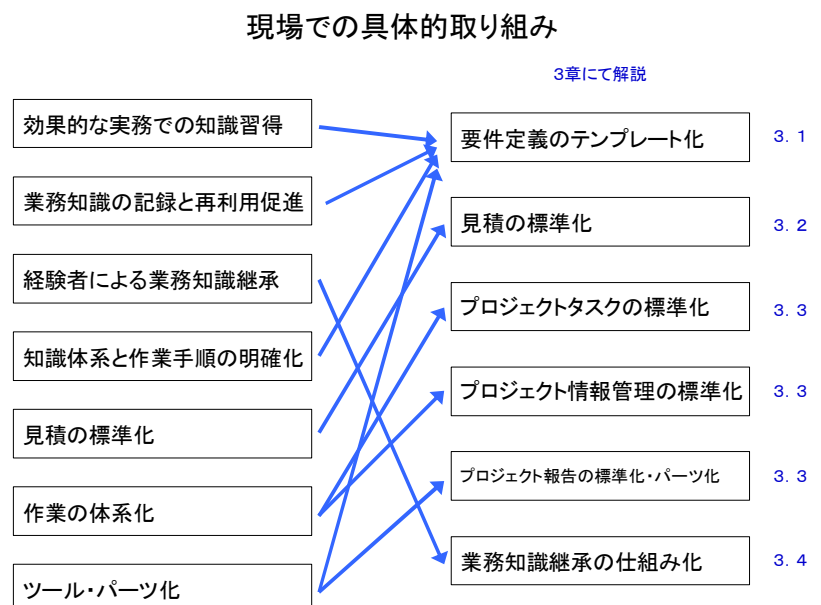 現場での具体的取り組み
3章にて解説
効果的な実務での知識習得
業務知識の記録と再利用促進
経験者による業務知識継承
知識体系と作業手順の明確化
見積の標準化
作業の体系化
ツール・パーツ化
要件定義のテンプレート化
3．1
見積の標準化
3．2
プロジェクトタスクの標準化
3．3
プロジェクト情報管理の標準化
3．3
プロジェクト報告の標準化・パーツ化
3．3
業務知識継承の仕組み化
3．4